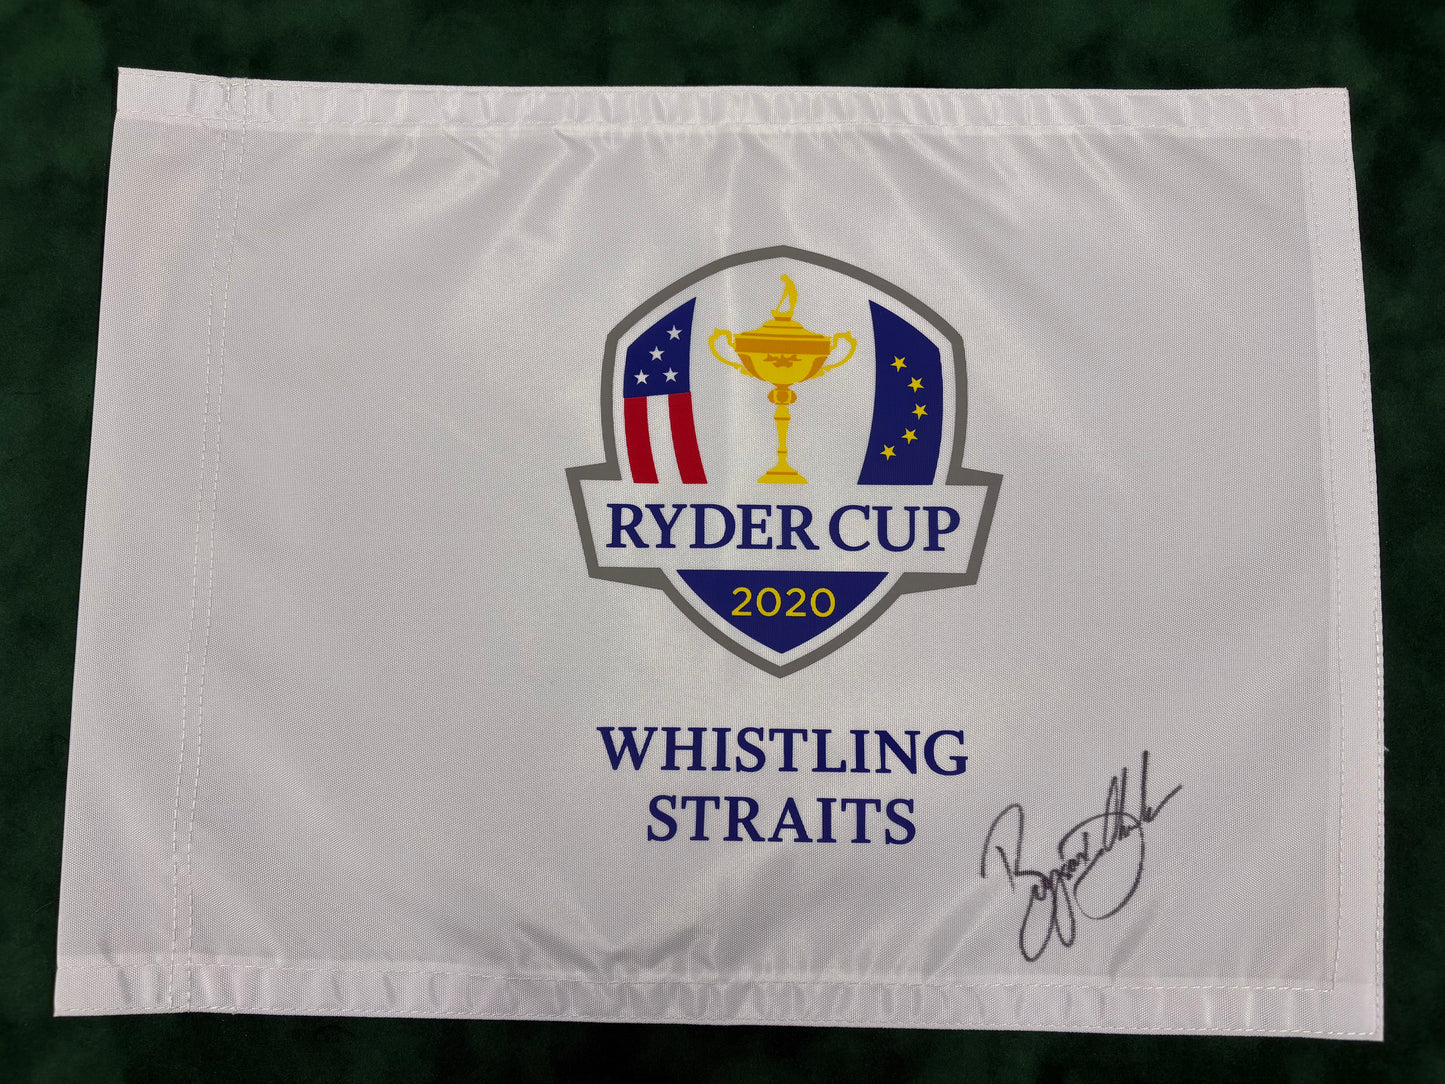 RYDER CUP
2020
WHISTLING
STRAITS